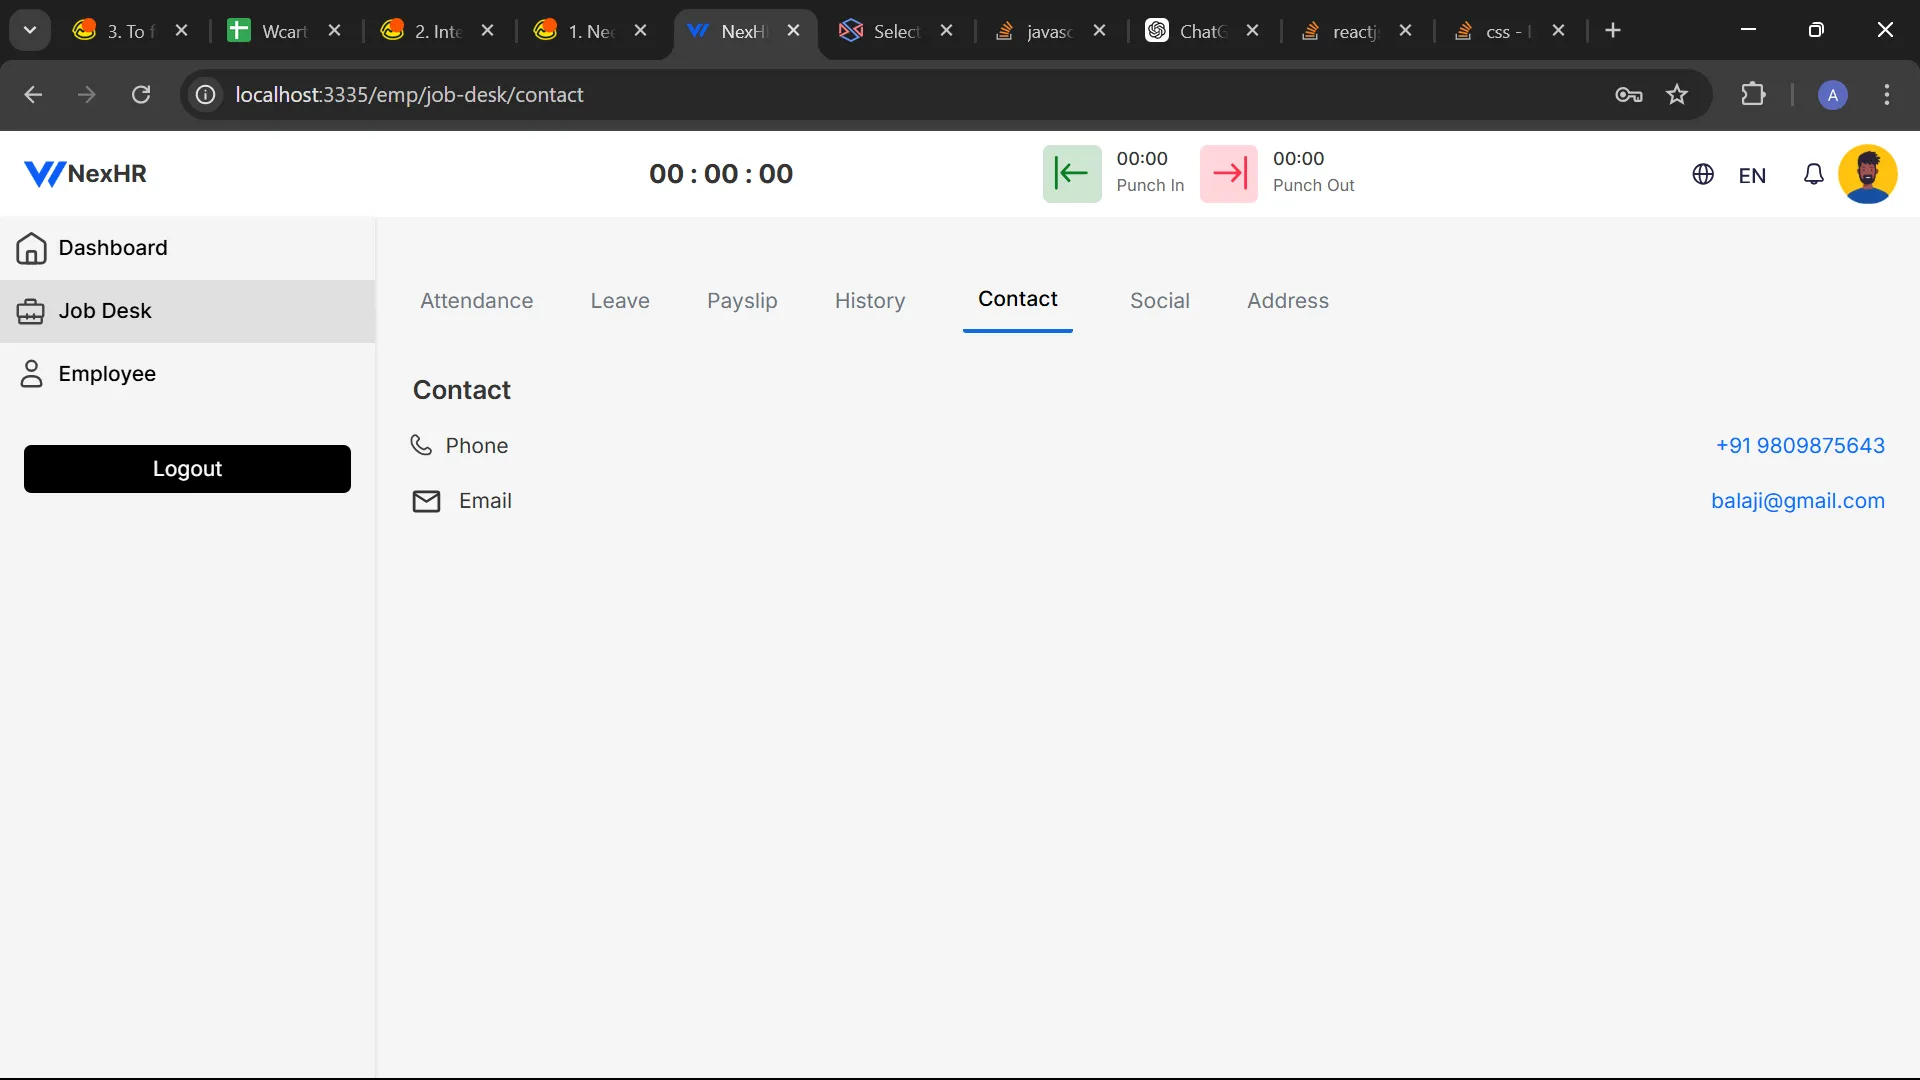 3. To f
Wcart
2. Inte
1. Nee
NexH
Select
javasc
ChatG
reactj
css -
localhost:3335/emp/job-desk/contact
A
NexHR
00 : 00 : 00
00:00
Punch In
00:00
Punch Out
EN
Dashboard
Job Desk
Employee
Logout
Attendance Leave Payslip History Contact Social Address
Contact
Phone +91 9809875643
Email balaji@gmail.com